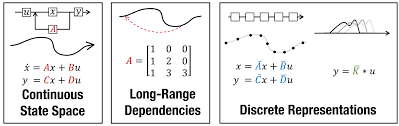 u x y
A
ẋ = Ax + Bu
y = Cx + Du
Continuous
State Space
A = [1 0 0
1 2 0
1 3 3]
Long-Range
Dependencies
x = Āx + B̄u
y = C̄x + D̄u
y = K̄ * u
Discrete Representations